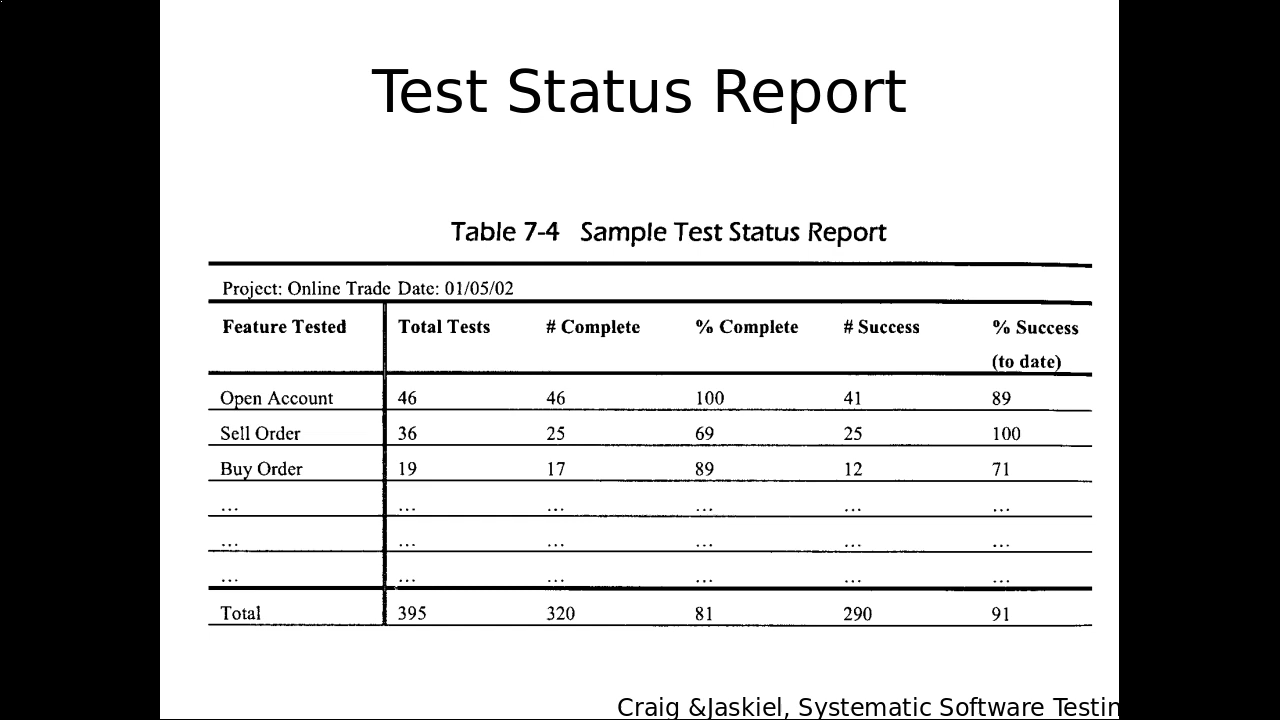 Test Status Report
Table 7-4 Sample Test Status Report
Project: Online Trade Date: 01/05/02
Feature Tested Total Tests # Complete % Complete # Success % Success
(to date)
Open Account 46 46 100 41 89
Sell Order 36 25 69 25 100
Buy Order 19 17 89 12 71
... ... ... ... ... ...
... ... ... ... ... ...
... ... ... ... ... ...
Total 395 320 81 290 91
Craig &Jaskiel, Systematic Software Testin